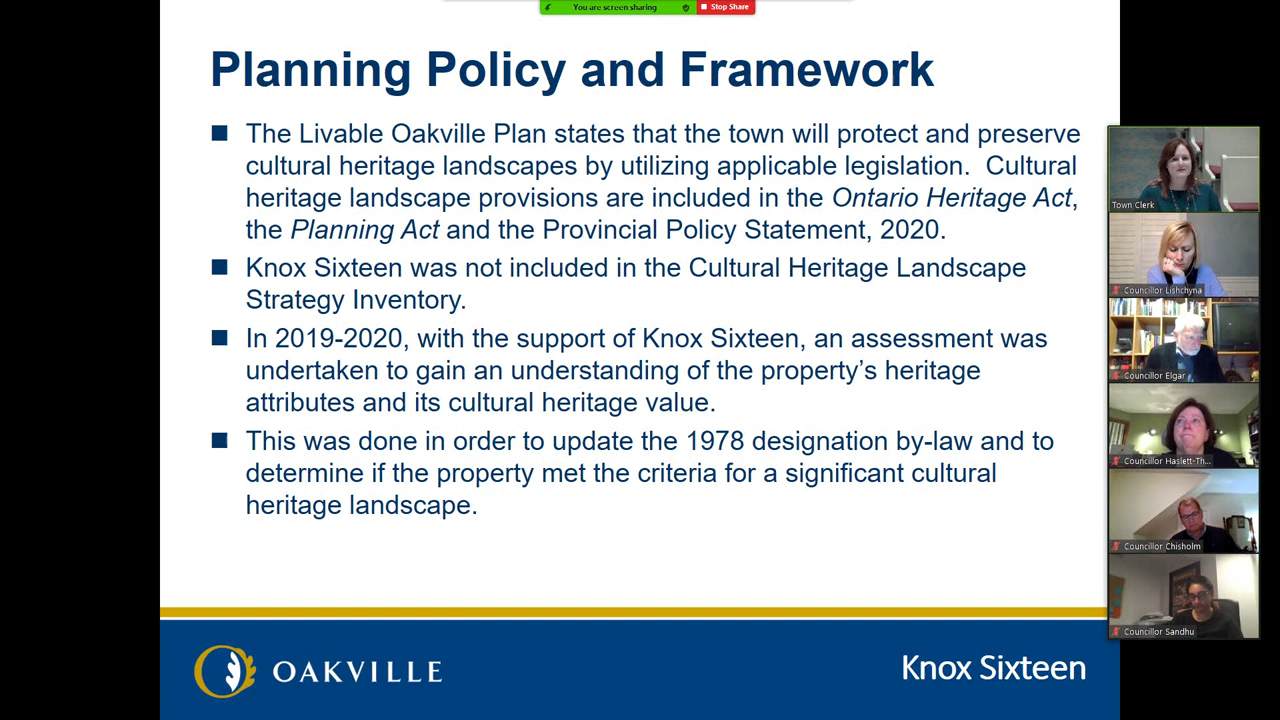 You are screen sharing
Stop Share
Planning Policy and Framework
The Livable Oakville Plan states that the town will protect and preserve
cultural heritage landscapes by utilizing applicable legislation. Cultural
heritage landscape provisions are included in the Ontario Heritage Act,
the Planning Act and the Provincial Policy Statement, 2020.
Knox Sixteen was not included in the Cultural Heritage Landscape
Strategy Inventory.
In 2019-2020, with the support of Knox Sixteen, an assessment was
undertaken to gain an understanding of the property's heritage
attributes and its cultural heritage value.
This was done in order to update the 1978 designation by-law and to
determine if the property met the criteria for a significant cultural
heritage landscape.
OAKVILLE
Knox Sixteen
Town Clerk
Councillor Lishchyna
Councillor Elgar
Councillor Haslett-Th...
Councillor Chisholm
Councillor Sandhu